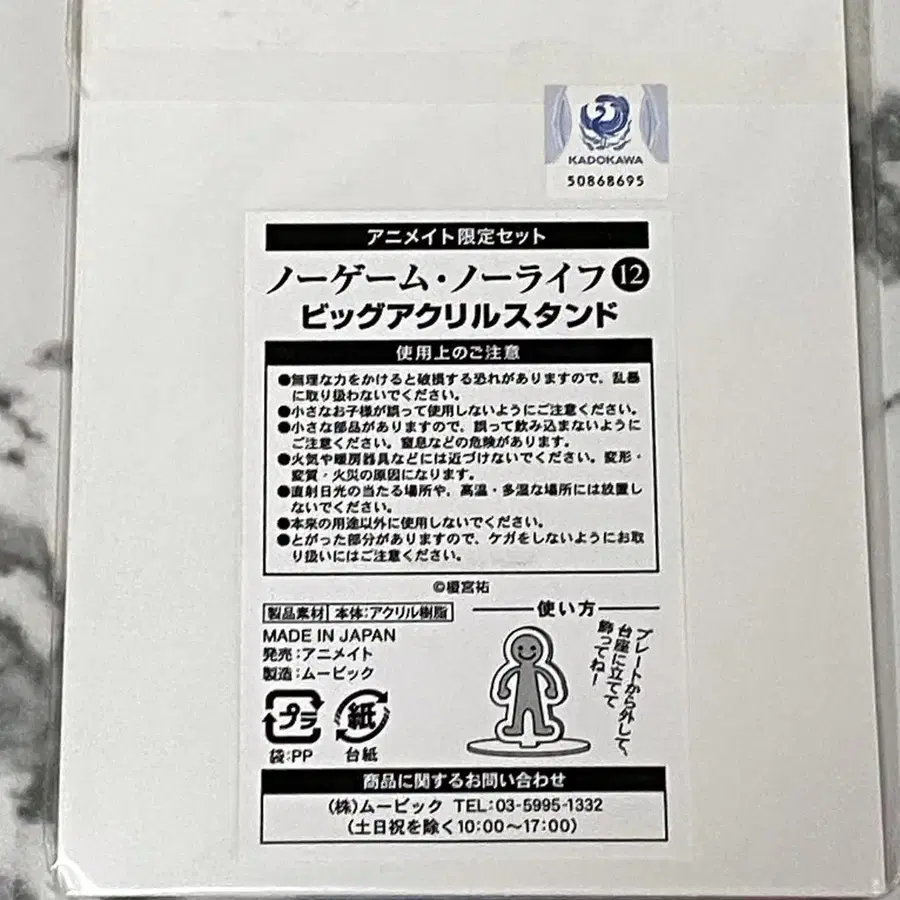 KADOKAWA
50868695
アニメイト限定セット
ノーゲーム・ノーライフ12
ビッグアクリルスタンド
使用上のご注意
●無理な力をかけると破損する恐れがありますので、乱暴
に取り扱わないでください。
●小さなお子様が誤って使用しないようにご注意ください。
●小さな部品がありますので、誤って飲み込まないように
ご注意ください。窒息などの危険があります。
●火気や暖房器具などには近づけないでください。変形・
変質・火災の原因になります。
●直射日光の当たる場所や、高温・多湿な場所には放置し
ないでください。
●本来の用途以外に使用しないでください。
●とがった部分がありますので、ケガをしないようにお取
り扱いにはご注意ください。
©榎宮祐
製品素材 本体:アクリル樹脂
MADE IN JAPAN
発売:アニメイト
製造:ムービック
プラ
袋:PP
紙
台紙
使い方
プレートから外して、
台座に立てて
飾ってねー
商品に関するお問い合わせ
(株)ムービック TEL:03-5995-1332
(土日祝を除く10:00～17:00)